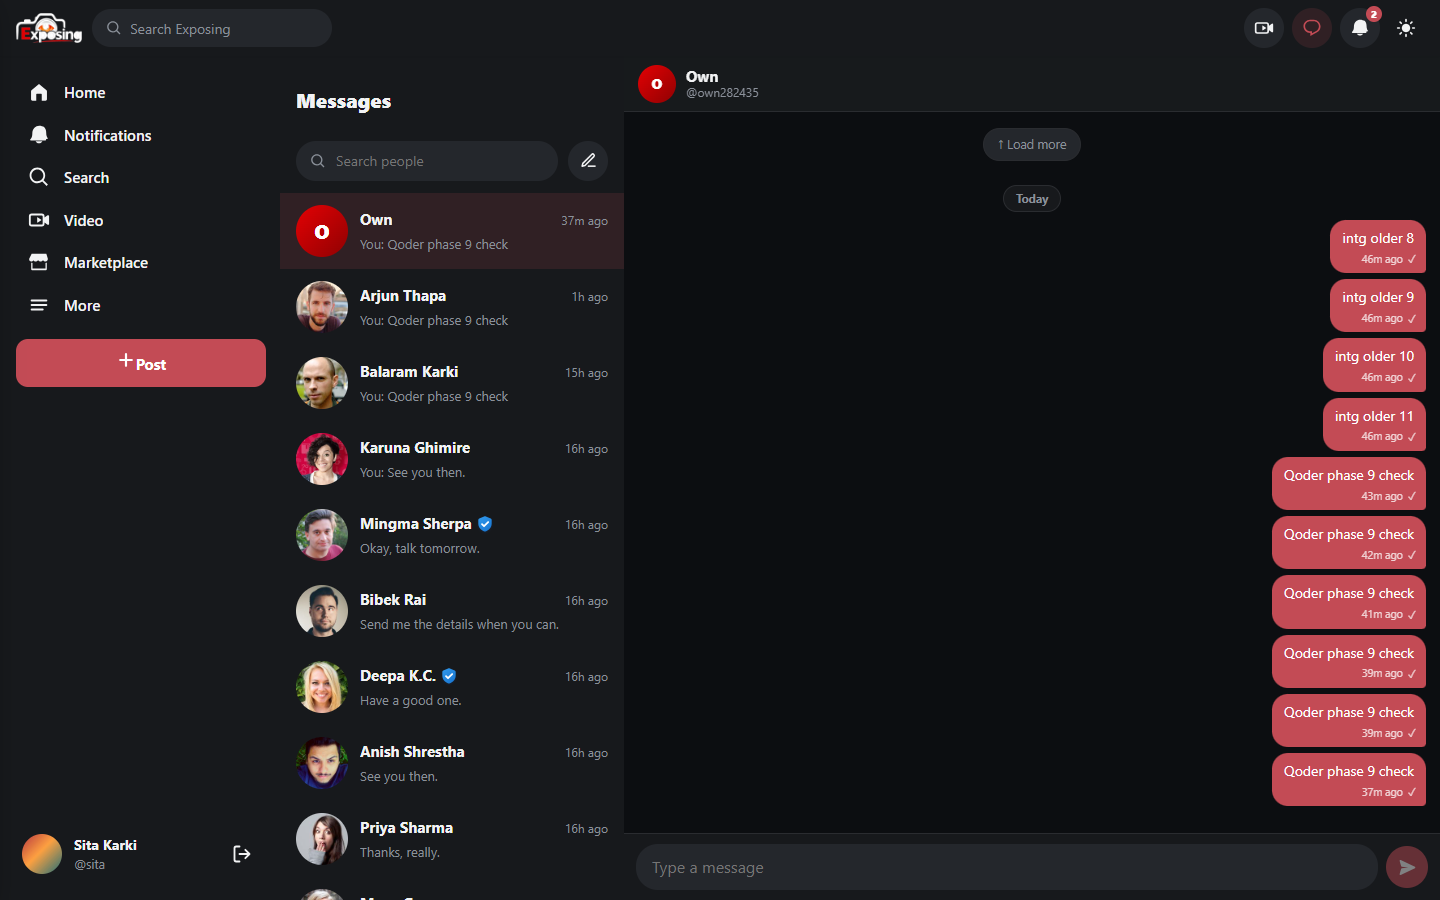 Exposing
Search Exposing
2
Home
Notifications
Search
Video
Marketplace
More
+ Post
Sita Karki
@sita
Messages
Search people
O
Own
37m ago
You: Qoder phase 9 check
Arjun Thapa
1h ago
You: Qoder phase 9 check
Balaram Karki
15h ago
You: Qoder phase 9 check
Karuna Ghimire
16h ago
You: See you then.
Mingma Sherpa
16h ago
Okay, talk tomorrow.
Bibek Rai
16h ago
Send me the details when you can.
Deepa K.C.
16h ago
Have a good one.
Anish Shrestha
16h ago
See you then.
Priya Sharma
16h ago
Thanks, really.
O
Own
@own282435
↑ Load more
Today
intg older 8
46m ago ✓
intg older 9
46m ago ✓
intg older 10
46m ago ✓
intg older 11
46m ago ✓
Qoder phase 9 check
43m ago ✓
Qoder phase 9 check
42m ago ✓
Qoder phase 9 check
41m ago ✓
Qoder phase 9 check
39m ago ✓
Qoder phase 9 check
39m ago ✓
Qoder phase 9 check
37m ago ✓
Type a message